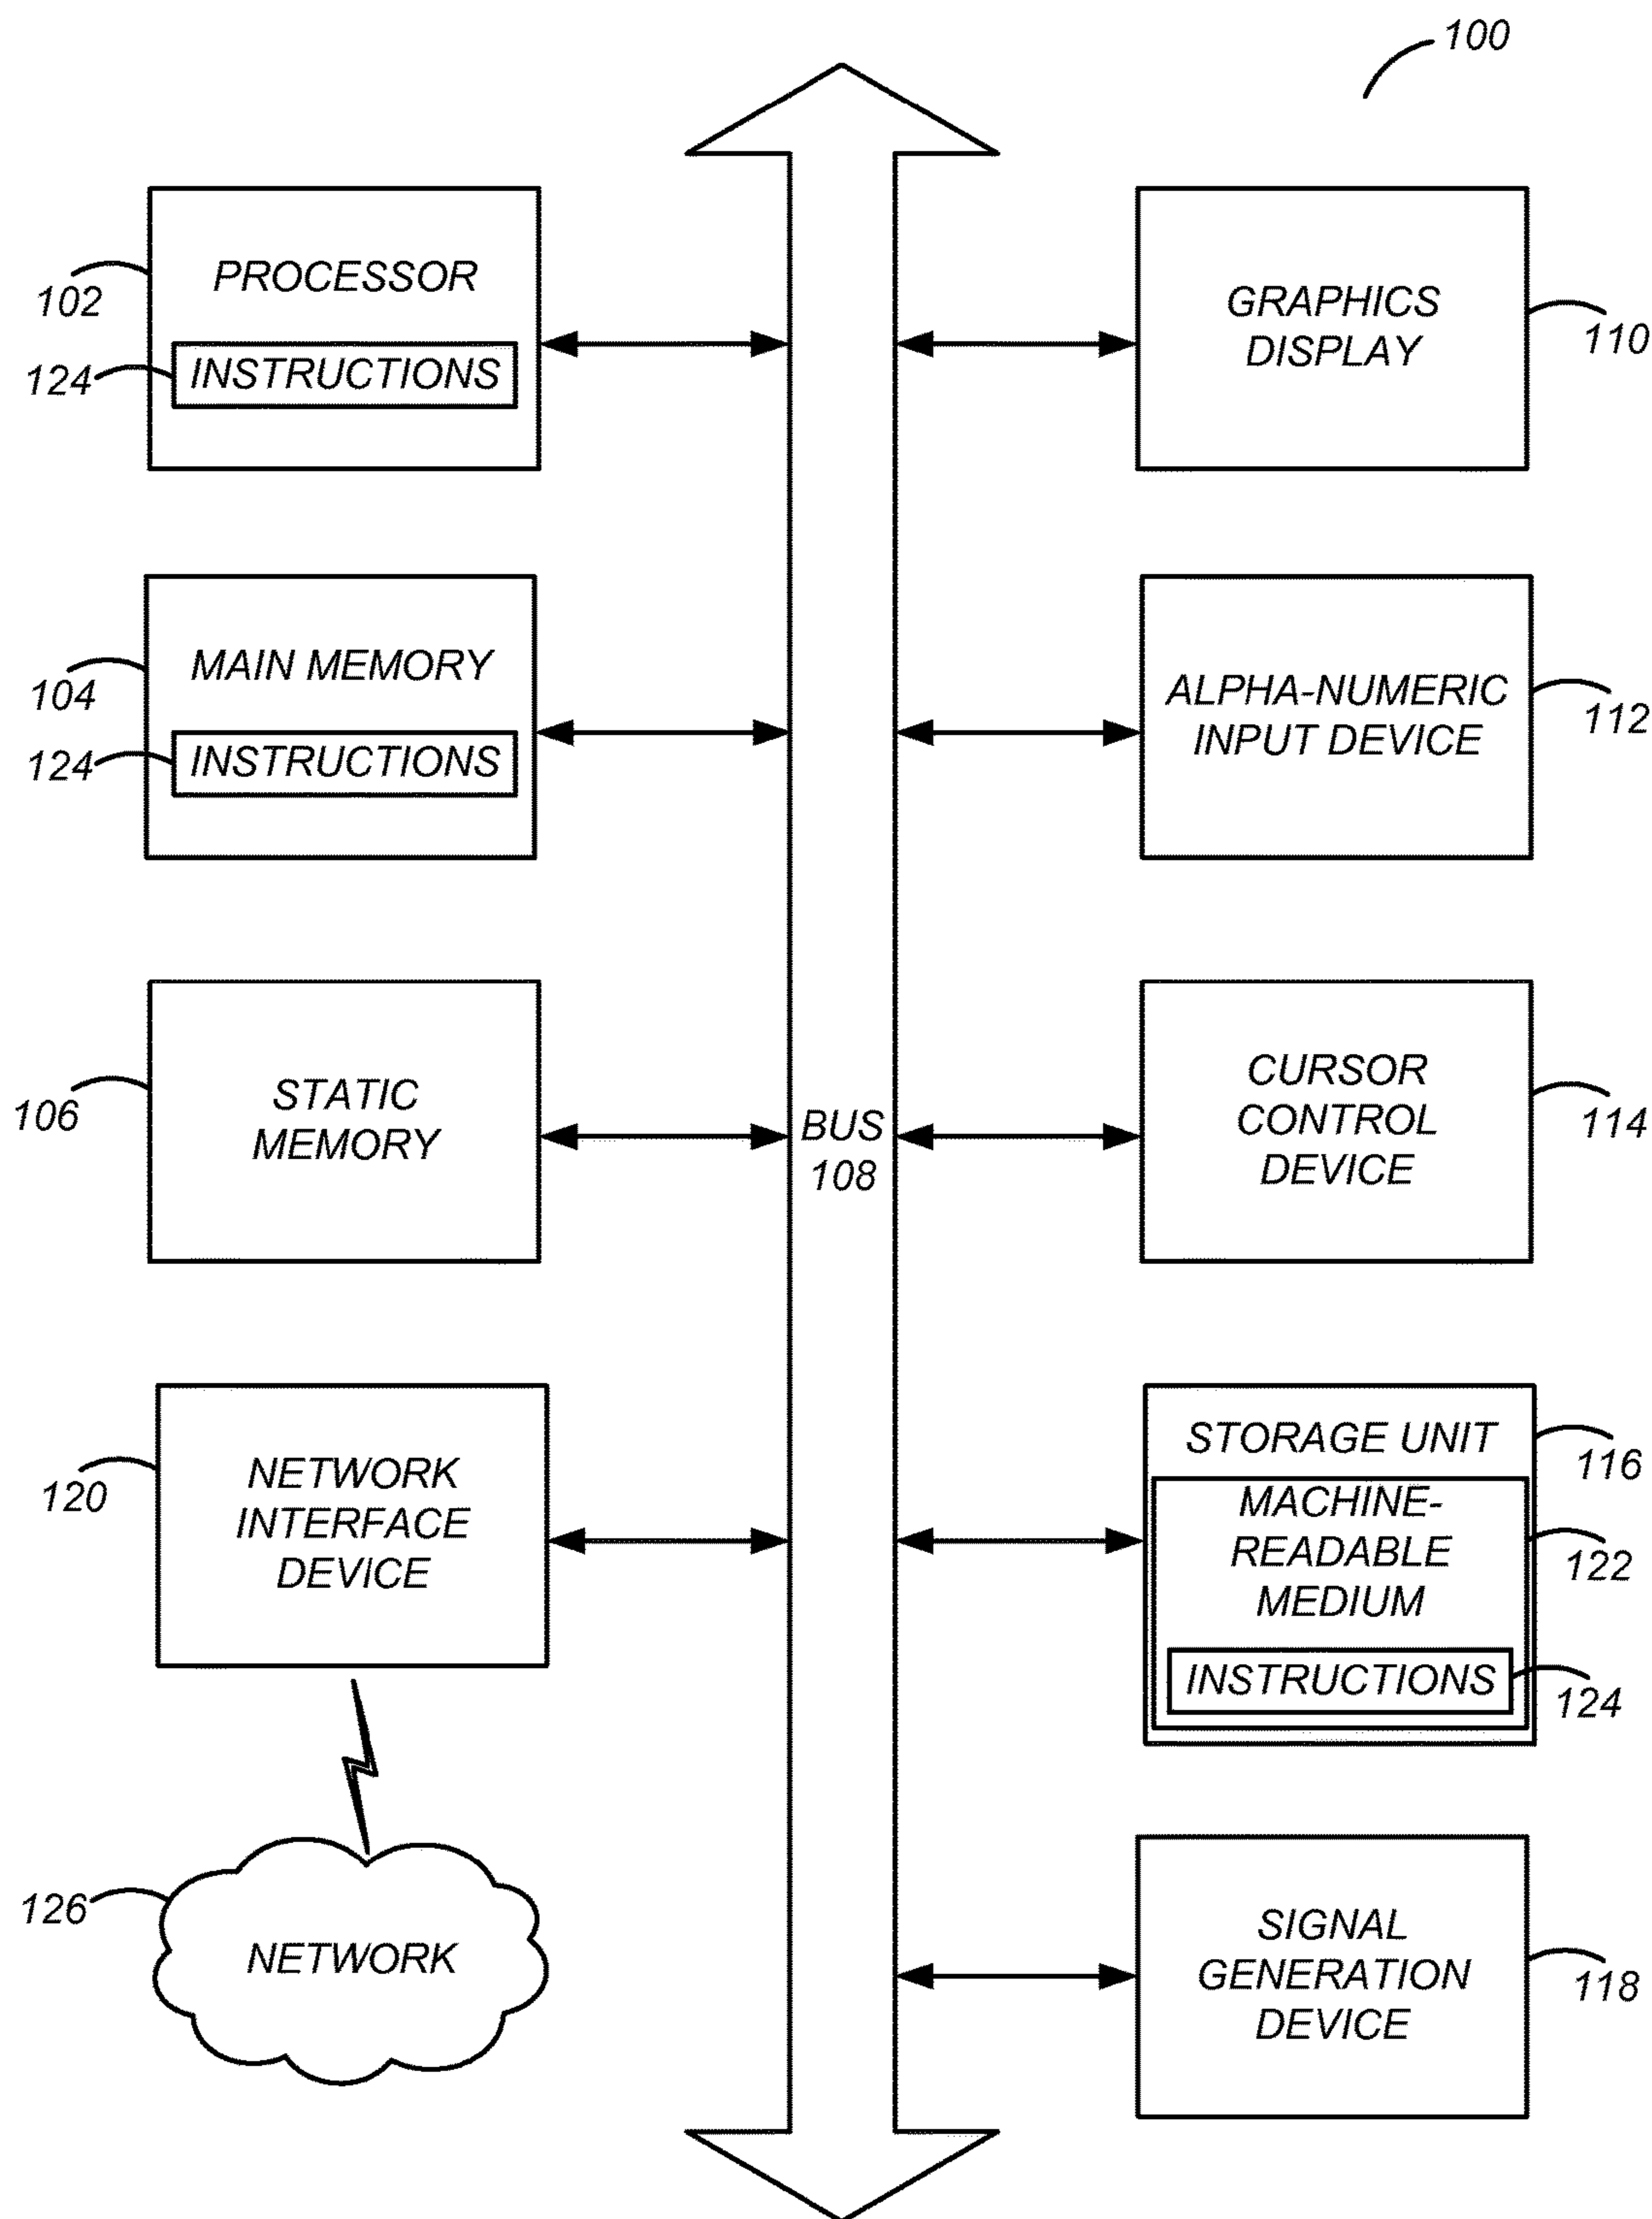 100
PROCESSOR
102
INSTRUCTIONS
124
GRAPHICS
DISPLAY
110
MAIN MEMORY
104
INSTRUCTIONS
124
ALPHA-NUMERIC
INPUT DEVICE
112
STATIC
MEMORY
106
BUS
108
CURSOR
CONTROL
DEVICE
114
NETWORK
INTERFACE
DEVICE
120
STORAGE UNIT
116
MACHINE-
READABLE
MEDIUM
122
INSTRUCTIONS
124
126
NETWORK
SIGNAL
GENERATION
DEVICE
118